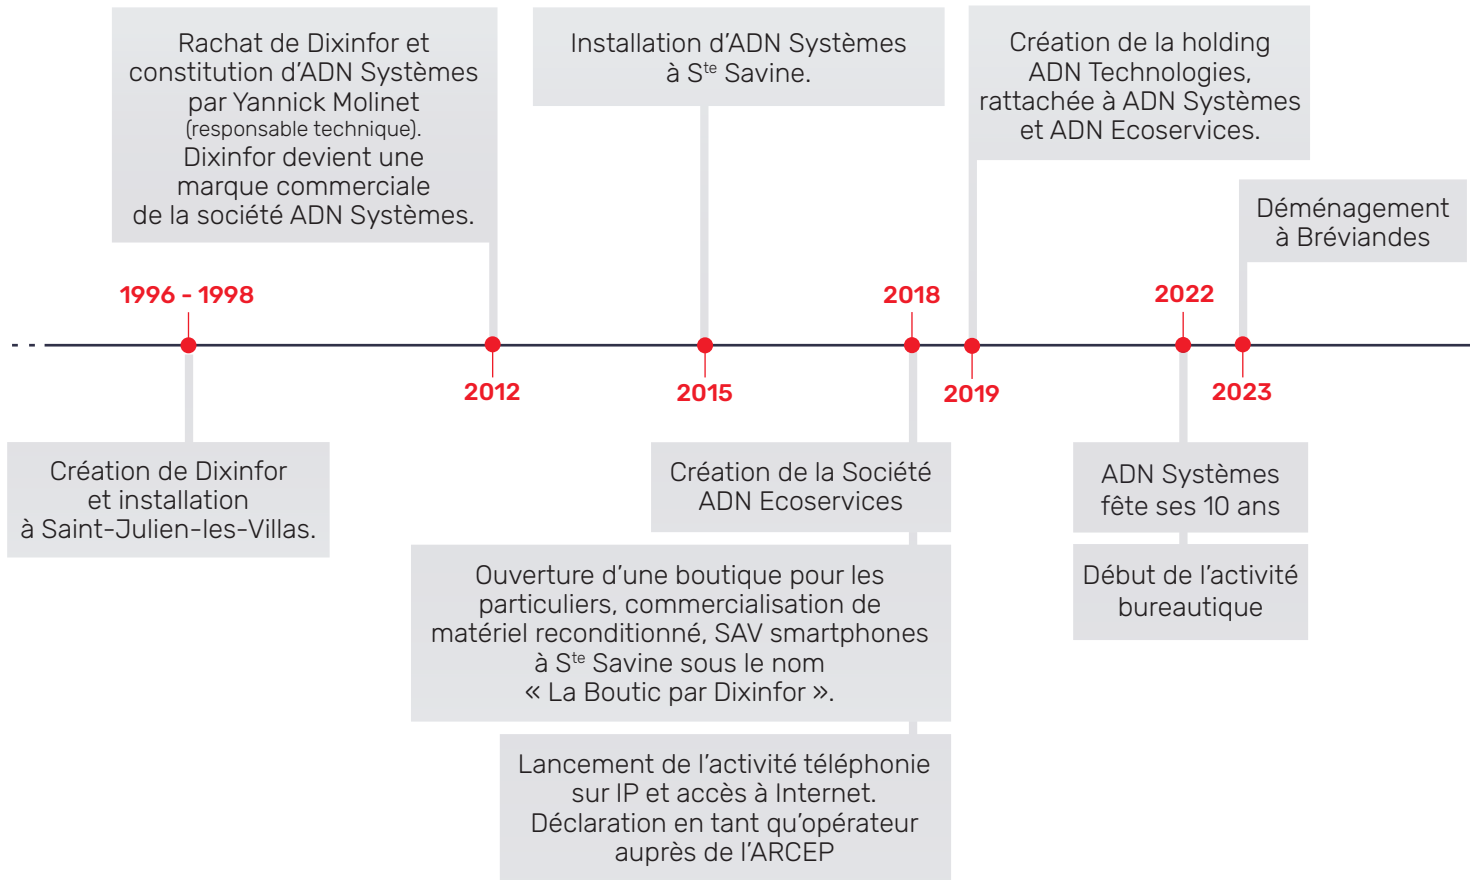 Rachat de Dixinfor et
constitution d’ADN Systèmes
par Yannick Molinet
(responsable technique).
Dixinfor devient une
marque commerciale
de la société ADN Systèmes.
Installation d’ADN Systèmes
à Ste Savine.
Création de la holding
ADN Technologies,
rattachée à ADN Systèmes
et ADN Ecoservices.
Déménagement
à Bréviandes
1996 - 1998
2018
2022
2012
2015
2019
2023
Création de Dixinfor
et installation
à Saint-Julien-les-Villas.
Création de la Société
ADN Ecoservices
Ouverture d’une boutique pour les
particuliers, commercialisation de
matériel reconditionné, SAV smartphones
à Ste Savine sous le nom
« La Boutic par Dixinfor ».
Lancement de l’activité téléphonie
sur IP et accès à Internet.
Déclaration en tant qu’opérateur
auprès de l’ARCEP
ADN Systèmes
fête ses 10 ans
Début de l’activité
bureautique